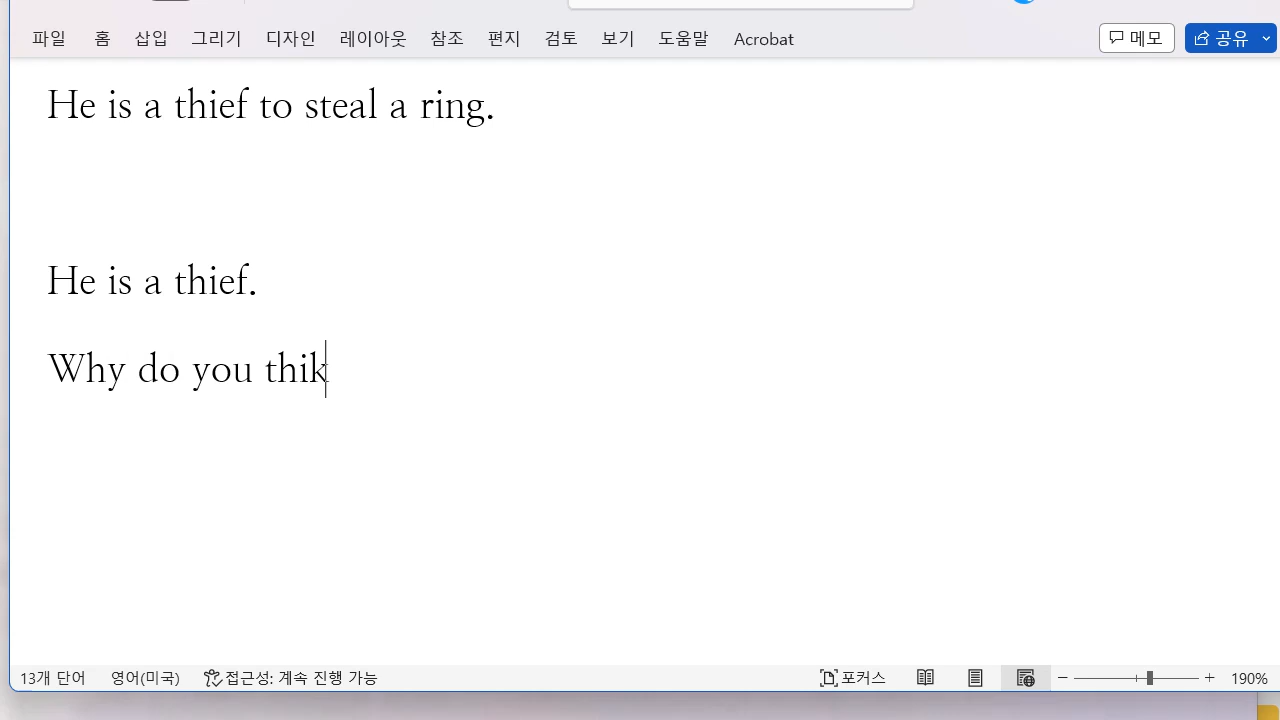 파일 홈 삽입 그리기 디자인 레이아웃 참조 편지 검토 보기 도움말 Acrobat 메모 공유
He is a thief to steal a ring.
He is a thief.
Why do you thik
13개 단어 영어(미국) 접근성: 계속 진행 가능 포커스 190%